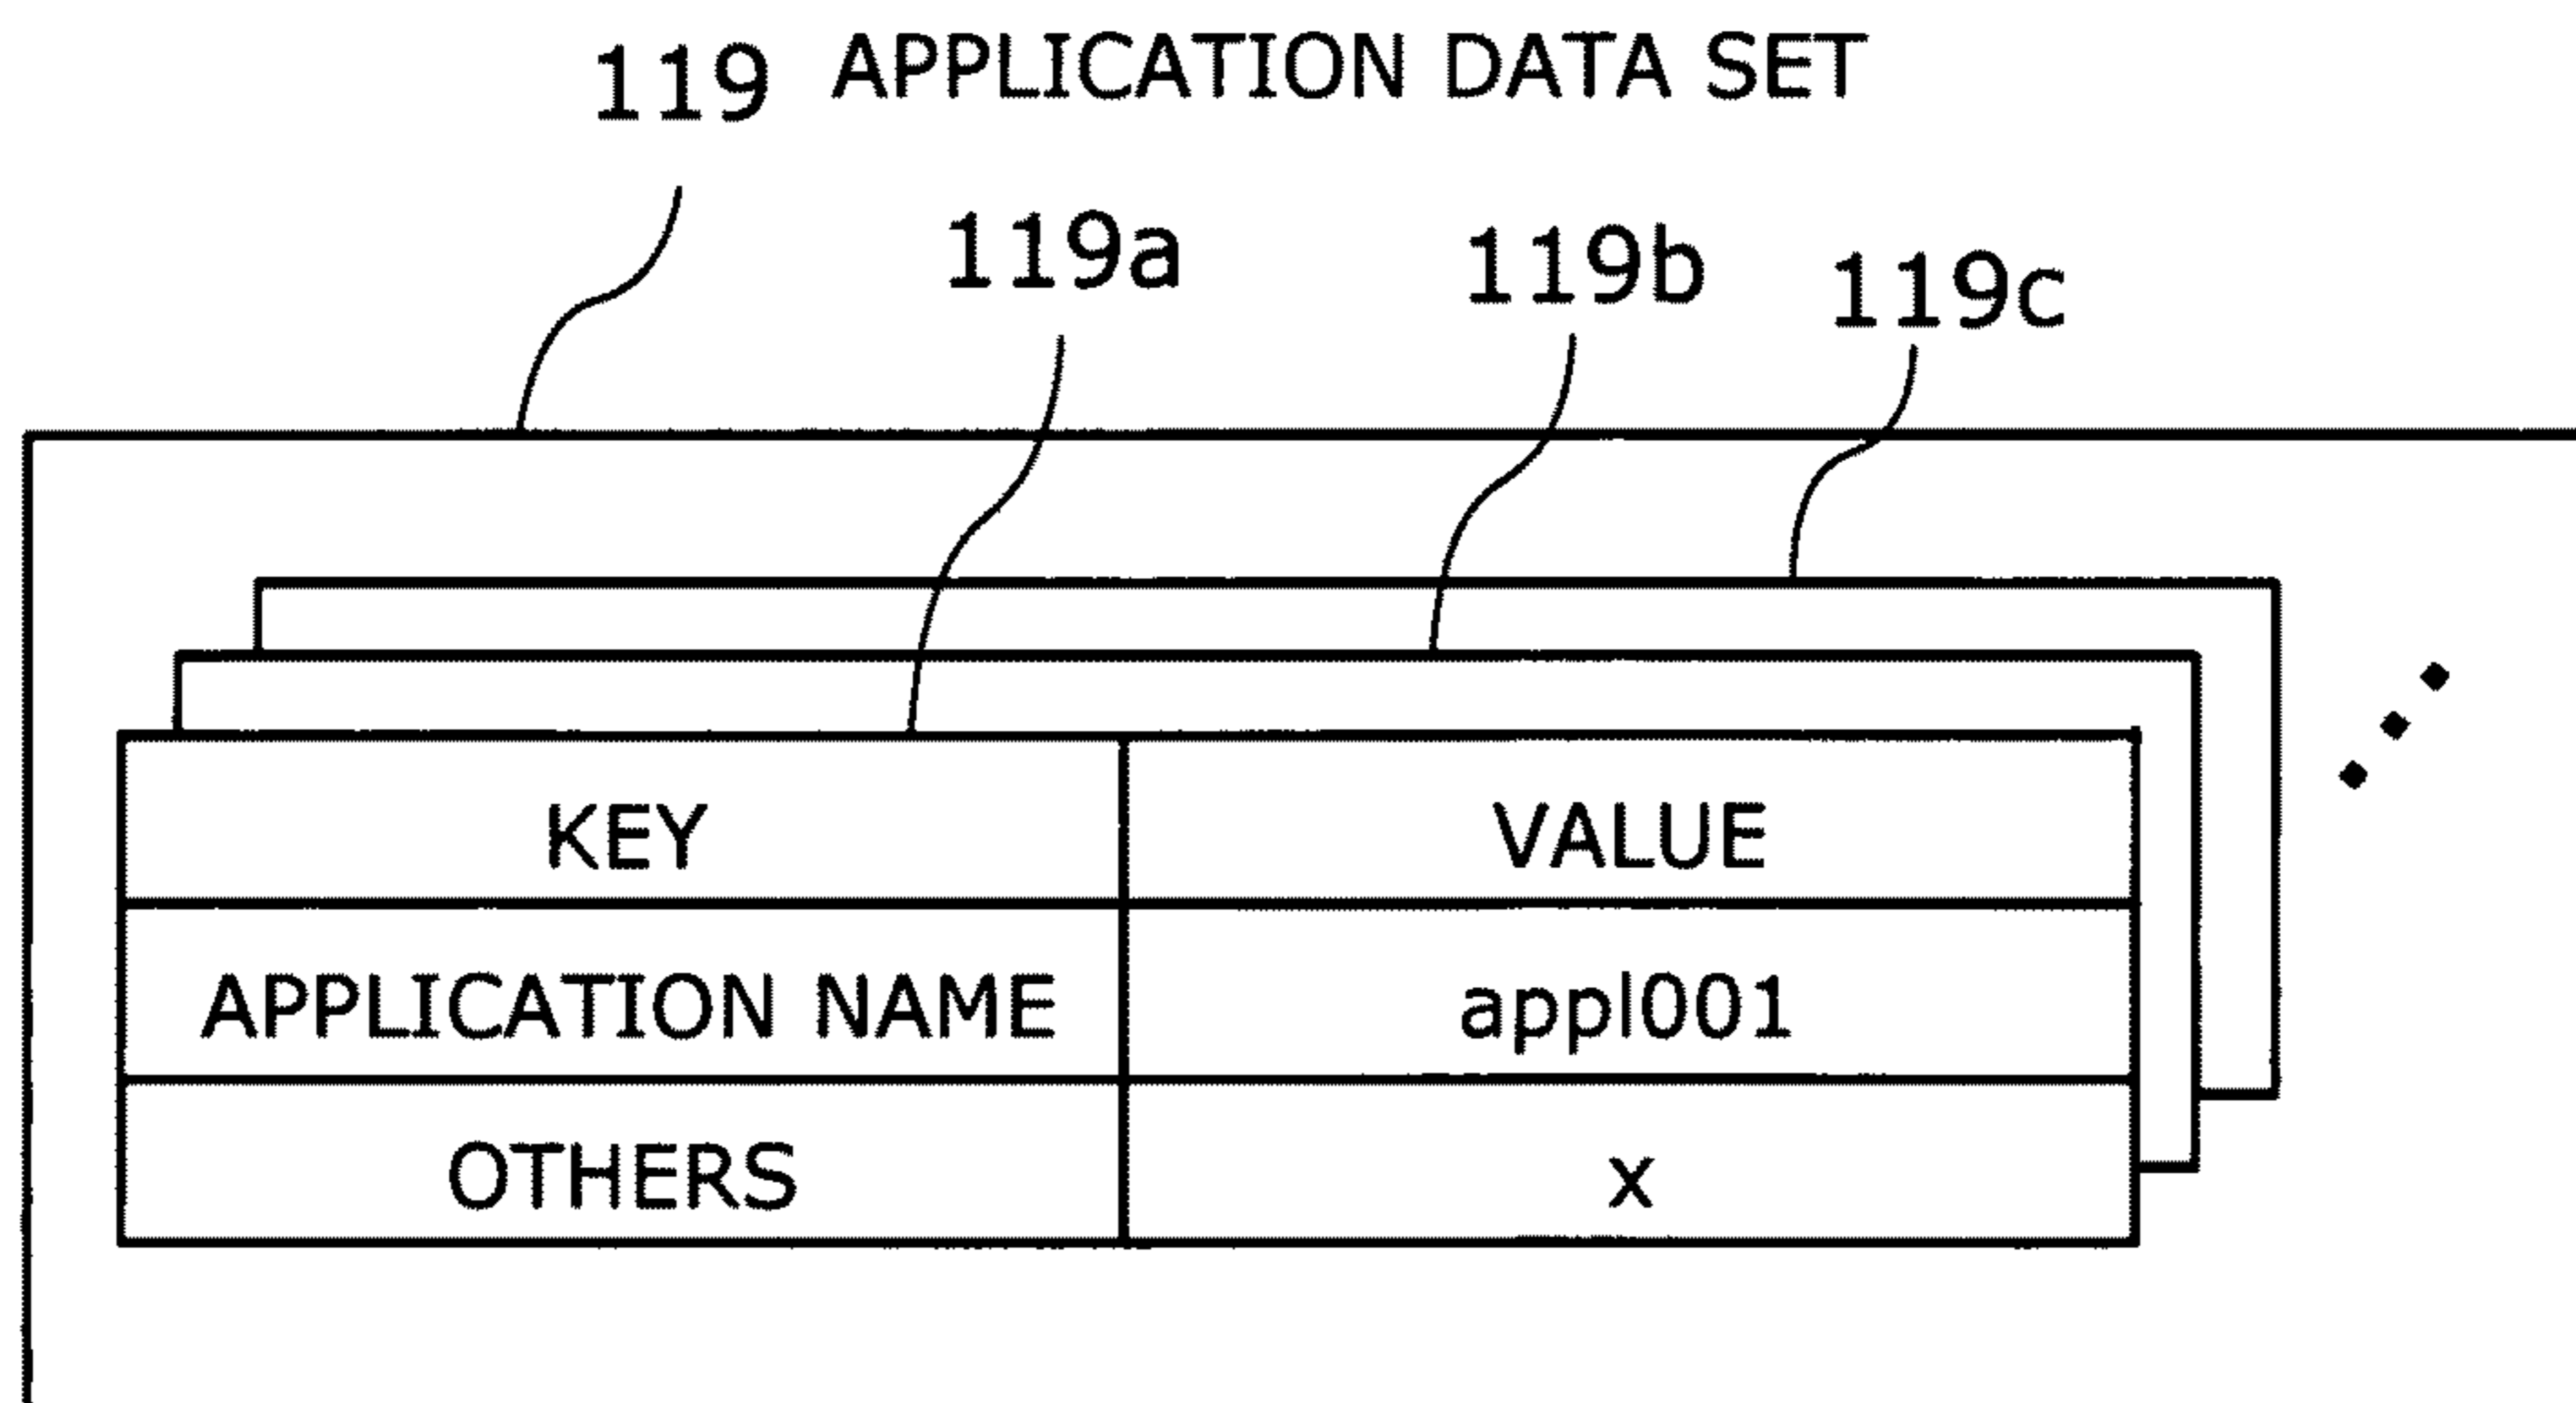 119 APPLICATION DATA SET
119a 119b 119c
KEY VALUE
APPLICATION NAME appl001
OTHERS x